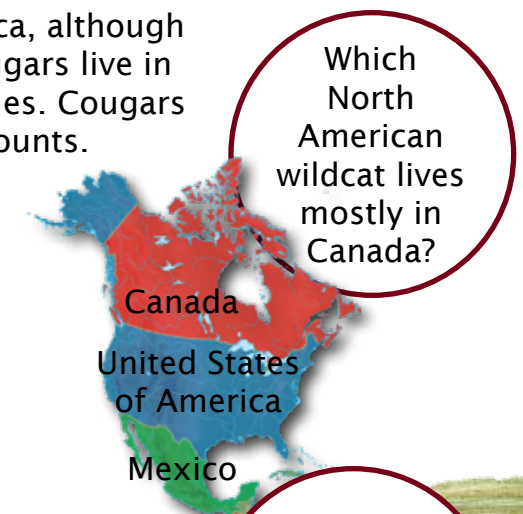 ca, although
gars live in
es. Cougars
ounts.
Which
North
American
wildcat lives
mostly in
Canada?
Canada
United States
of America
Mexico